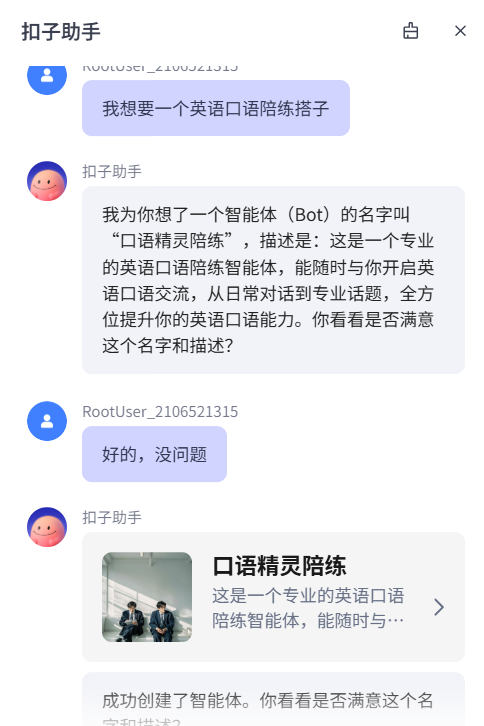 扣子助手
RootUser_2106521315
我想要一个英语口语陪练搭子
扣子助手
我为你想了一个智能体（Bot）的名字叫
“口语精灵陪练”，描述是：这是一个专业
的英语口语陪练智能体，能随时与你开启英
语口语交流，从日常对话到专业话题，全方
位提升你的英语口语能力。你看看是否满意
这个名字和描述？
RootUser_2106521315
好的，没问题
扣子助手
口语精灵陪练
这是一个专业的英语口语
陪练智能体，能随时与…
成功创建了智能体。你看看是否满意这个名
字和描述？